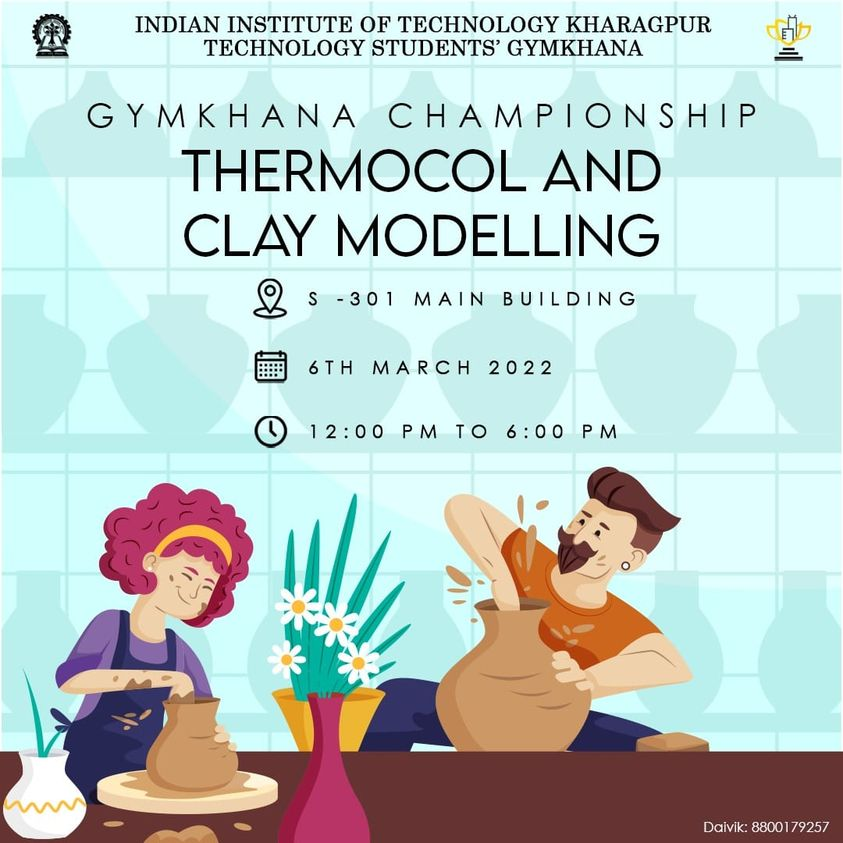 INDIAN INSTITUTE OF TECHNOLOGY KHARAGPUR
TECHNOLOGY STUDENTS' GYMKHANA
GYMKHANA CHAMPIONSHIP
THERMOCOL AND
CLAY MODELLING
S -301 MAIN BUILDING
6TH MARCH 2022
12:00 PM TO 6:00 PM
Daivik: 8800179257